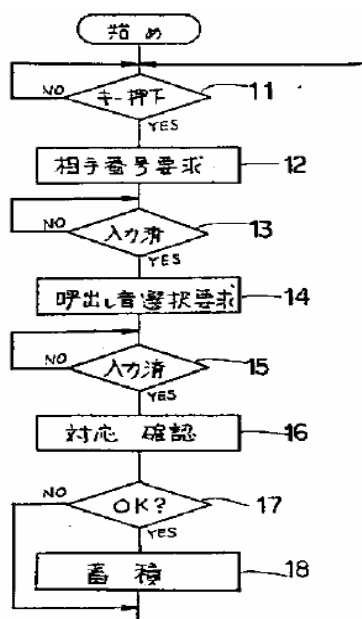 始め
NO
キー押下
11
YES
相手番号要求
12
NO
入力済
13
YES
呼出し音選択要求
14
NO
入力済
15
YES
対応 確認
16
NO
OK?
17
YES
蓄積
18